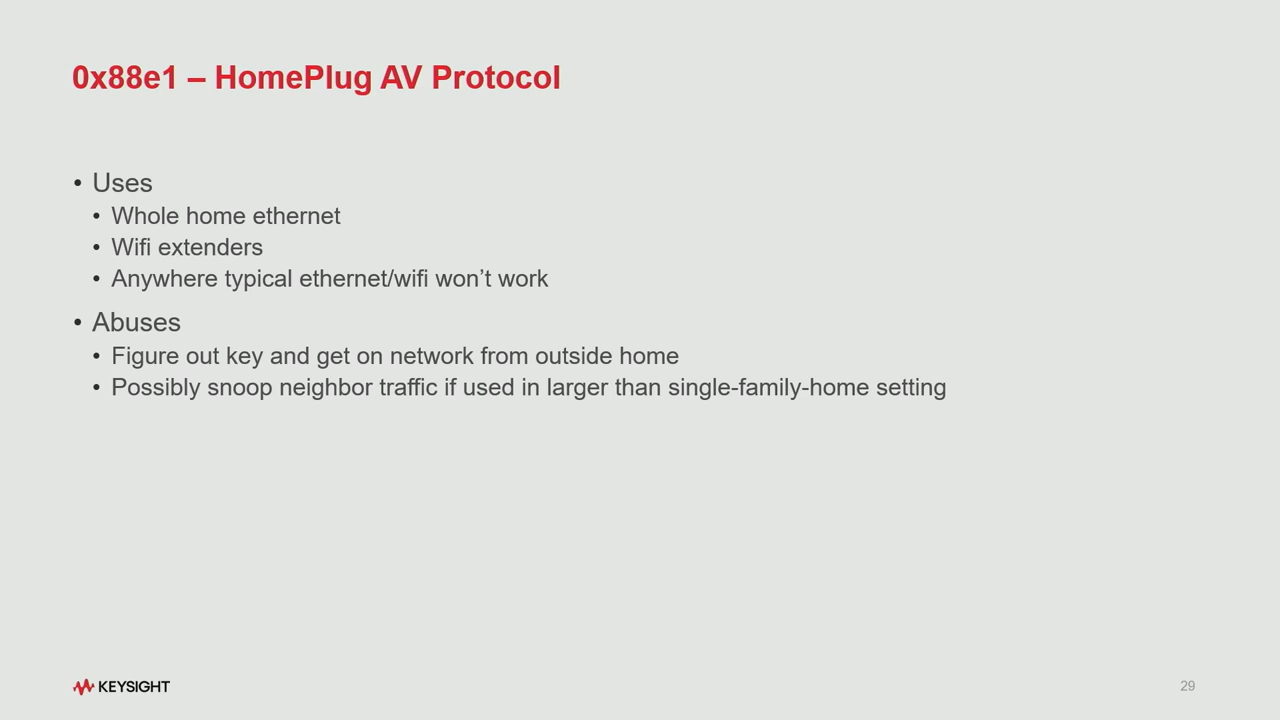 0x88e1 – HomePlug AV Protocol
• Uses
• Whole home ethernet
• Wifi extenders
• Anywhere typical ethernet/wifi won’t work
• Abuses
• Figure out key and get on network from outside home
• Possibly snoop neighbor traffic if used in larger than single-family-home setting
KEYSIGHT
29